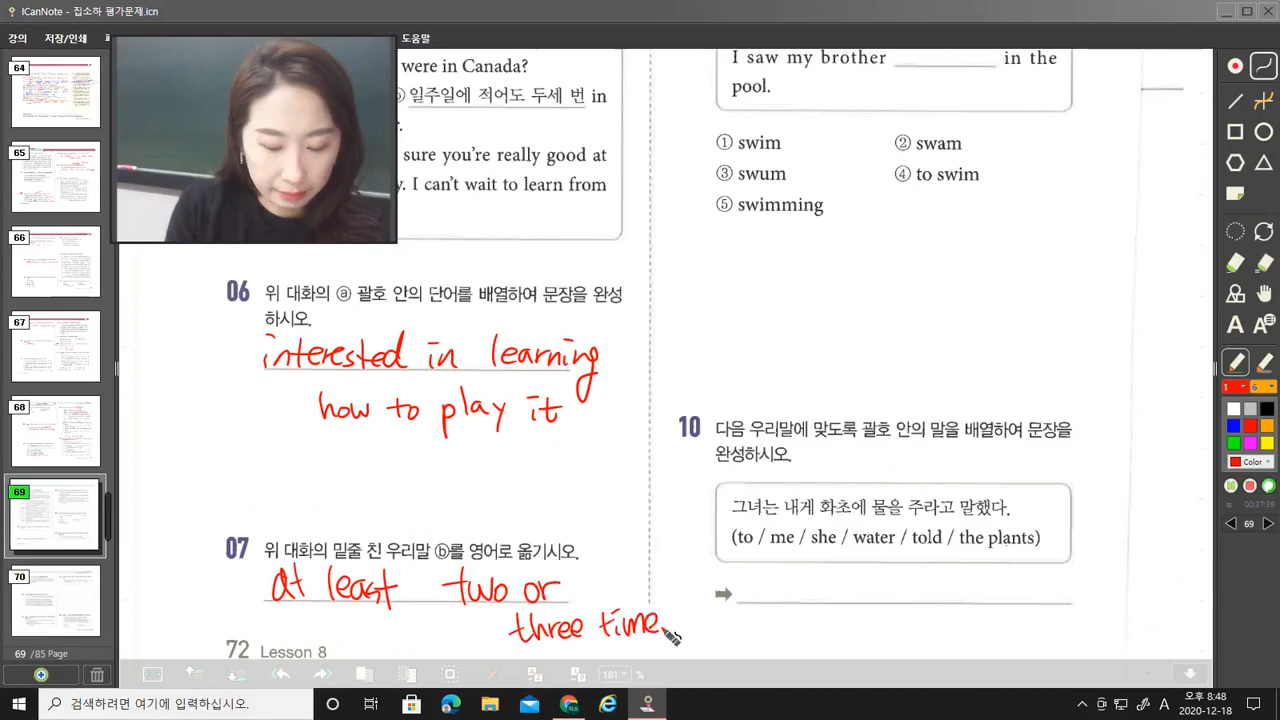 ICanNote - 집소하 평가문제.icn
강의
저장/인쇄
도움말
64
65
66
67
68
69
70
were in Canada?
일주일에 적어도 두세 번 in
sure you're really good at
. I can't wait to learn from
06 위 대화의 ⓐ 괄호 안의 단어를 배열하여 문장을 완성
하시오.
interested in learning
how to play it
07 위 대화의 밑줄 친 우리말 ⓑ를 영어로 옮기시오.
at least two or
three time
72 Lesson 8
I saw my brother __________ in the
pool.
① swim ② swam
③ swum ④ to swim
⑤ swimming
10 다음 우리말에 맞도록 괄호 안의 말을 배열하여 문장을
완성하시오.
그녀는 내게 화초에 물을 주라고 말했다.
(to / me / she / water / told / the plants)
1 6
Color
00:37:38
69
69 /85 Page
181 %
검색하려면 여기에 입력하십시오.
A
오후 8:48
2020-12-18